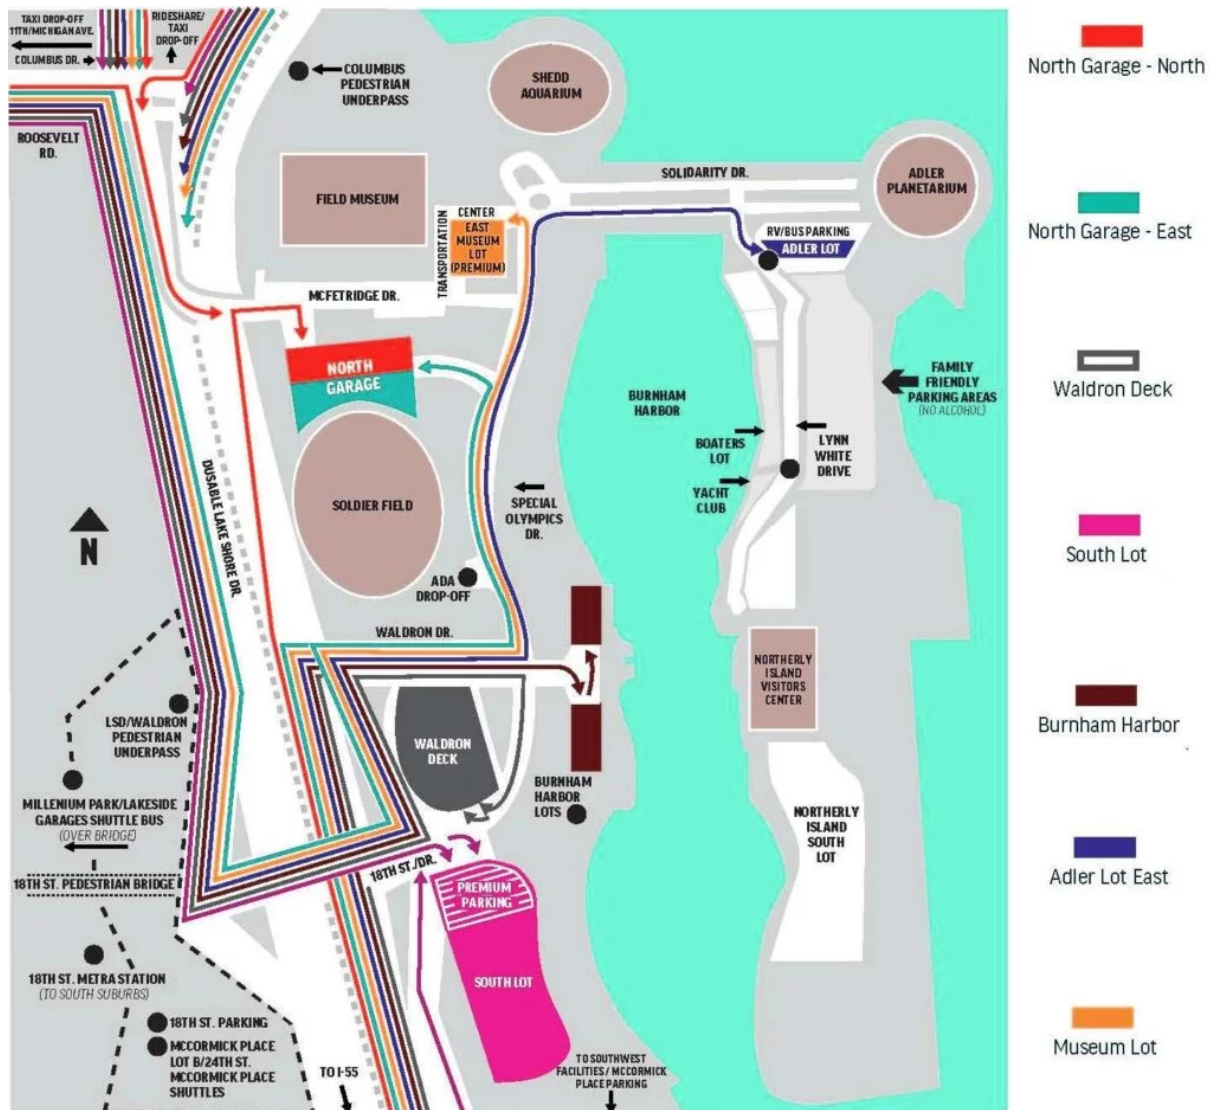 TAXI DROP-OFF
11TH/MICHIGAN AVE.
COLUMBUS DR.
RIDESHARE/
TAXI
DROP-OFF
ROOSEVELT
RD.
COLUMBUS
PEDESTRIAN
UNDERPASS
SHEDD
AQUARIUM
FIELD MUSEUM
SOLIDARITY DR.
ADLER
PLANETARIUM
TRANSPORTATION
CENTER
EAST
MUSEUM
LOT
(PREMIUM)
RV/BUS PARKING
ADLER LOT
MCFETRIDGE DR.
NORTH
GARAGE
BURNHAM
HARBOR
FAMILY
FRIENDLY
PARKING AREAS
(NO ALCOHOL)
BOATERS
LOT
LYNN
WHITE
DRIVE
YACHT
CLUB
DUSABLE LAKE SHORE DR.
SOLDIER FIELD
SPECIAL
OLYMPICS
DR.
N
ADA
DROP-OFF
WALDRON DR.
NORTHERLY
ISLAND
VISITORS
CENTER
LSD/WALDRON
PEDESTRIAN
UNDERPASS
WALDRON
DECK
BURNHAM
HARBOR
LOTS
MILLENIUM PARK/LAKESIDE
GARAGES SHUTTLE BUS
(OVER BRIDGE)
NORTHERLY
ISLAND
SOUTH
LOT
18TH ST./DR.
18TH ST. PEDESTRIAN BRIDGE
PREMIUM
PARKING
SOUTH LOT
18TH ST. METRA STATION
(TO SOUTH SUBURBS)
18TH ST. PARKING
MCCORMICK PLACE
LOT B/24TH ST.
MCCORMICK PLACE
SHUTTLES
TO I-55
TO SOUTHWEST
FACILITIES/MCCORMICK
PLACE PARKING
North Garage - North
North Garage - East
Waldron Deck
South Lot
Burnham Harbor
Adler Lot East
Museum Lot